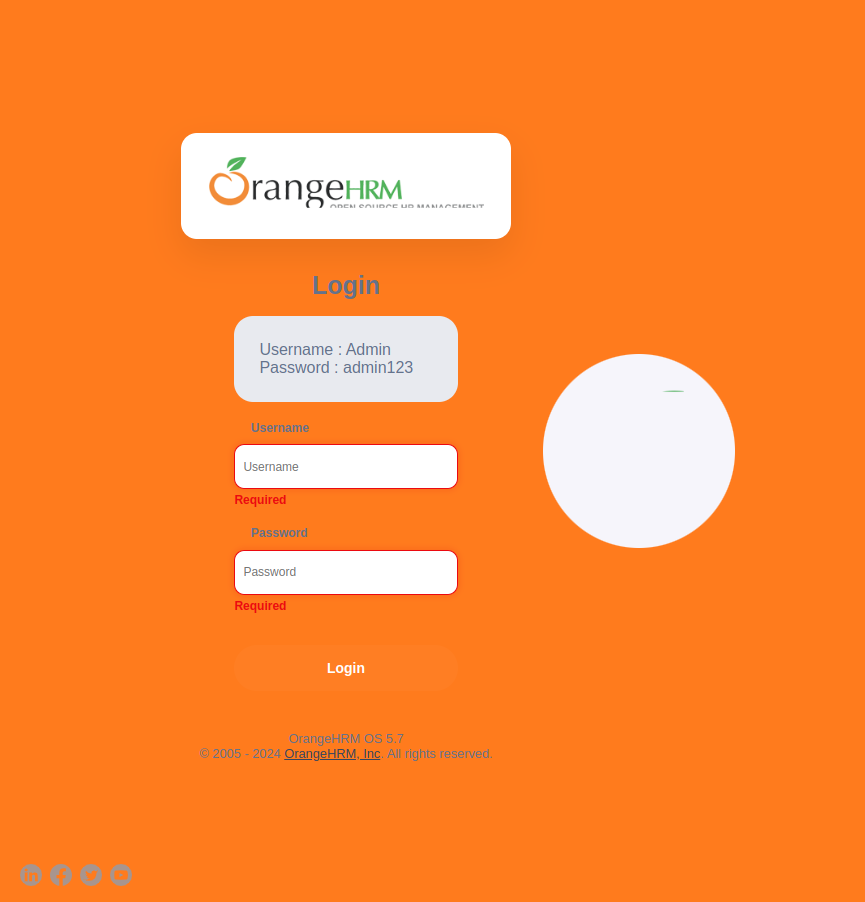 OrangeHRM
OPEN SOURCE HR MANAGEMENT
Login
Username : Admin
Password : admin123
Username
Username
Required
Password
Password
Required
Login
OrangeHRM OS 5.7
© 2005 - 2024 OrangeHRM, Inc. All rights reserved.